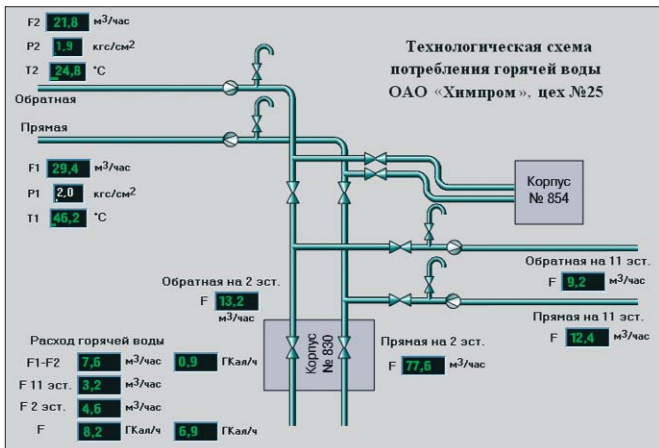 F2 21,8 м³/час
P2 1,9 кгс/см²
T2 24,8 °C
Обратная
Прямая
F1 29,4 м³/час
P1 2,0 кгс/см²
T1 46,2 °C
Технологическая схема
потребления горячей воды
ОАО «Химпром», цех №25
Корпус
№ 854
Обратная на 11 эст.
F 9,2 м³/час
Прямая на 11 эст.
F 12,4 м³/час
Обратная на 2 эст.
F 13,2
м³/час
Корпус
№ 830
Прямая на 2 эст.
F 77,6 м³/час
Расход горячей воды
F1-F2 7,6 м³/час 0,9 ГКал/ч
F 11 эст. 3,2 м³/час
F 2 эст. 4,6 м³/час
F 8,2 ГКал/ч 6,9 ГКал/ч